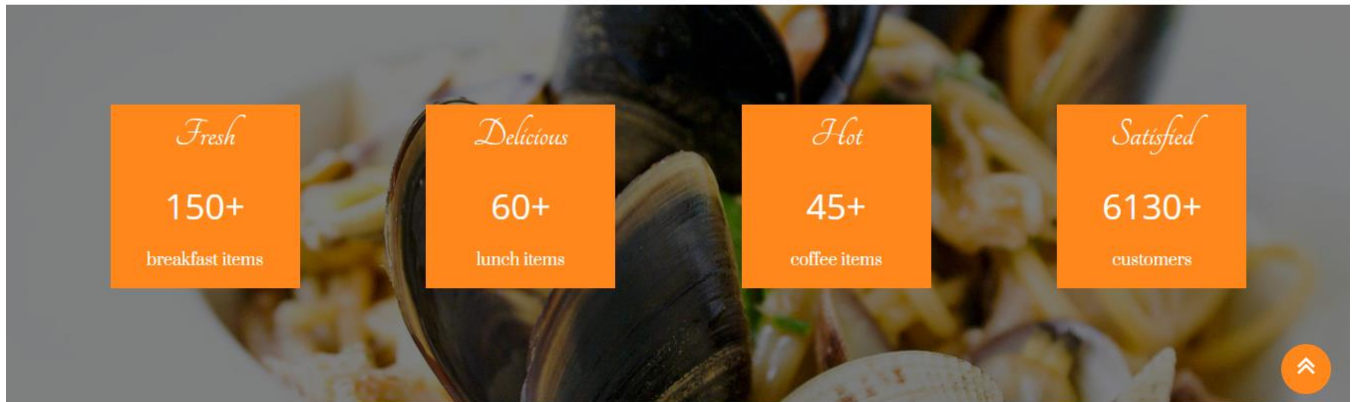 Fresh
150+
breakfast items
Delicious
60+
lunch items
Hot
45+
coffee items
Satisfied
6130+
customers